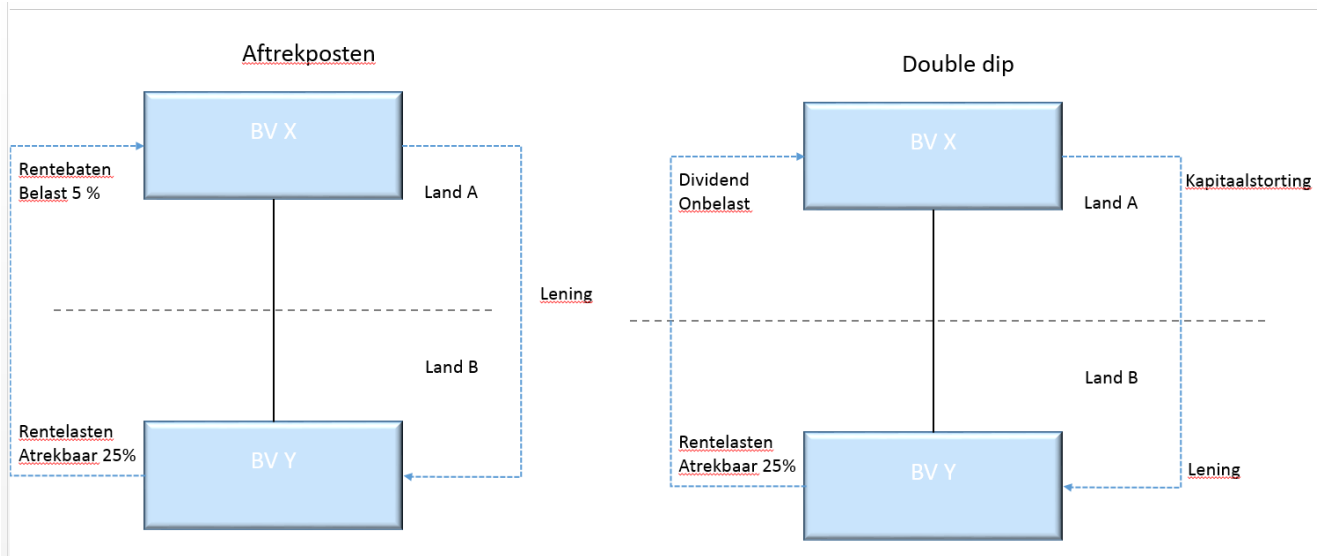 Aftrekposten
BV X
Rentebaten
Belast 5 %
Land A
Lening
Land B
Rentelasten
Atrekbaar 25%
BV Y
Double dip
BV X
Dividend
Onbelast
Land A
Kapitaalstorting
Land B
Rentelasten
Atrekbaar 25%
BV Y
Lening